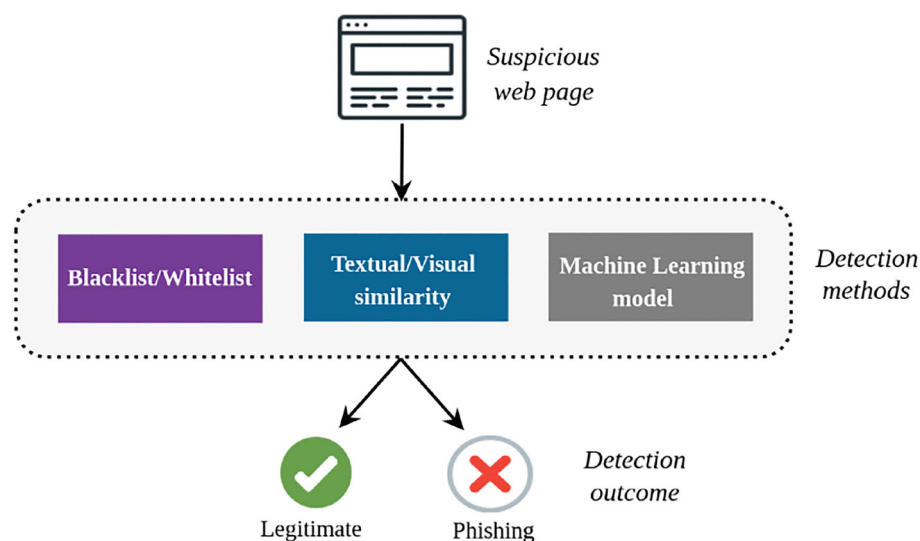 Suspicious
web page
Blacklist/Whitelist
Textual/Visual
similarity
Machine Learning
model
Detection
methods
Detection
outcome
Legitimate
Phishing